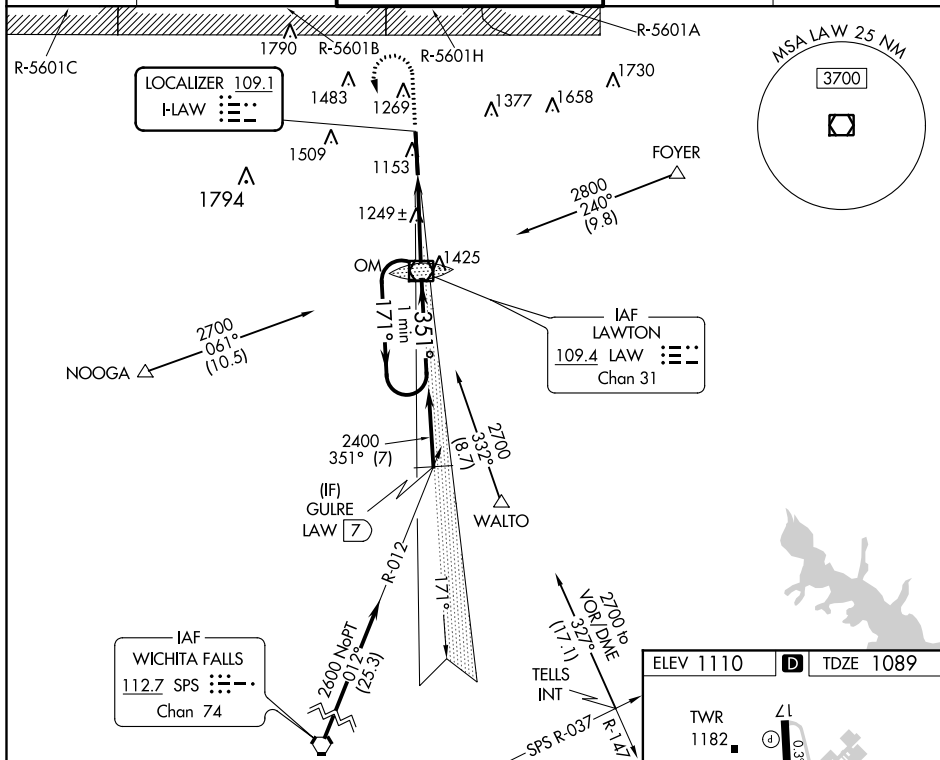 R-5601C
1790
R-5601B
R-5601H
R-5601A
MSA LAW 25 NM
3700
LOCALIZER 109.1
I-LAW
1483
1269
1377
1658
1730
1509
1153
1794
FOYER
2800
240°
(9.8)
1249±
OM
1425
171°
1 min
351°
IAF
LAWTON
109.4 LAW
Chan 31
2700
061°
(10.5)
NOOGA
2400
351° (7)
2700
332°
(8.7)
(IF)
GULRE
LAW 7
WALTO
R-012
171°
IAF
WICHITA FALLS
112.7 SPS
Chan 74
2600 NoPT
012°
(25.3)
2700 to
VOR/DME
327°
(17.1)
TELLS
INT
SPS R-037
R-147
ELEV 1110
D
TDZE 1089
TWR
1182
P
17